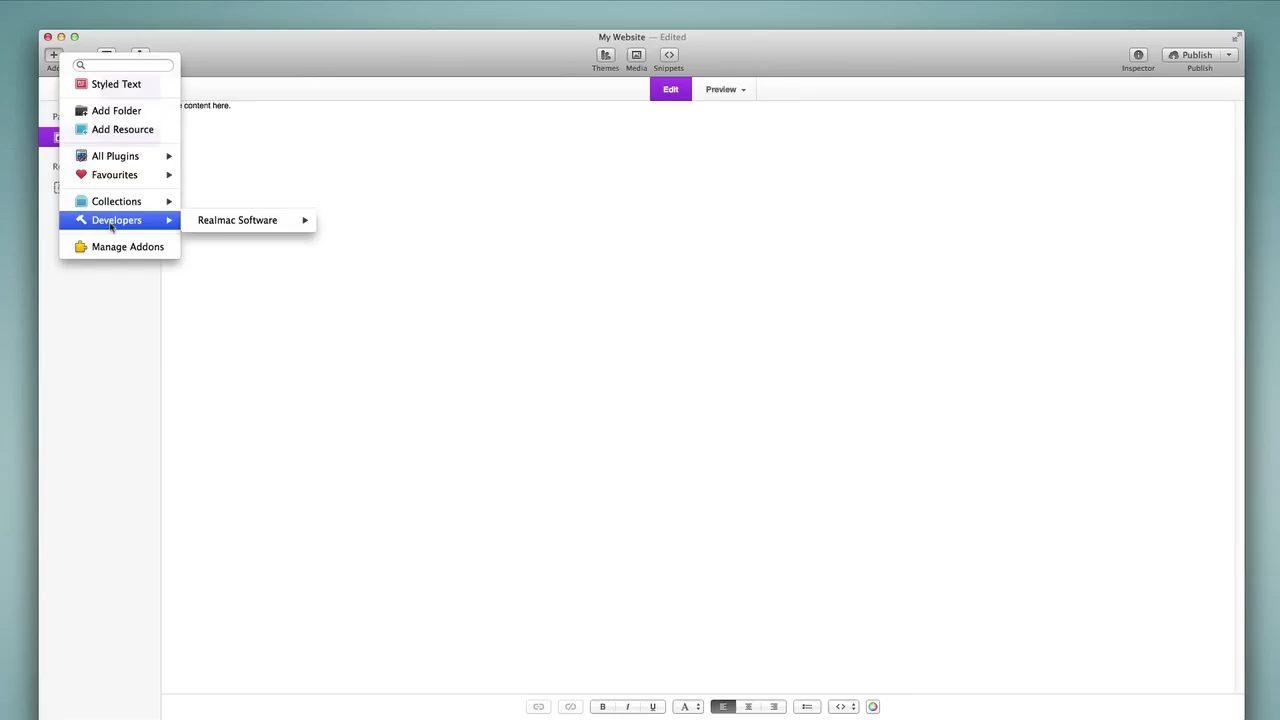 My Website — Edited
Themes
Media
Snippets
Inspector
Publish
Publish
Styled Text
Add Folder
Add Resource
All Plugins
Favourites
Collections
Developers
Manage Addons
Realmac Software
Edit
Preview
content here.
B I U
A